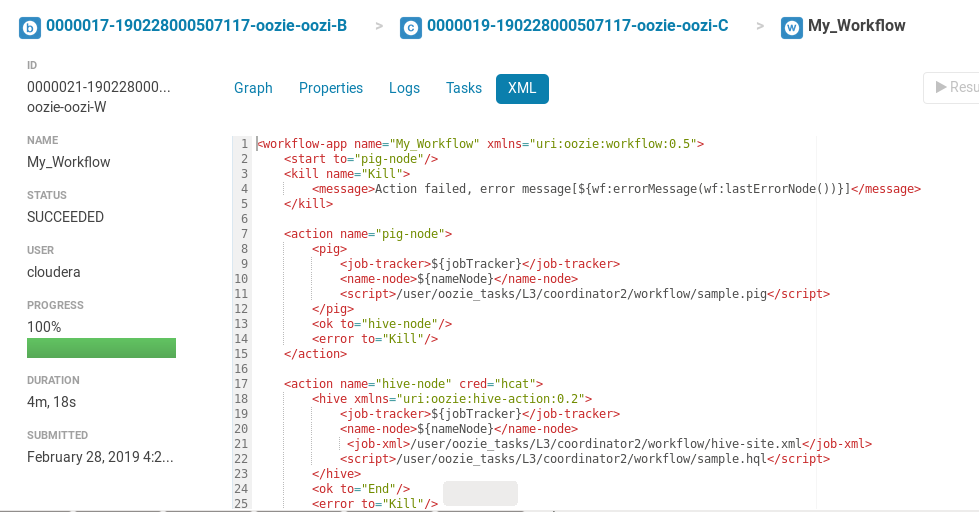 0000017-190228000507117-oozie-oozi-B > 0000019-190228000507117-oozie-oozi-C > My_Workflow
ID
0000021-190228000...
oozie-oozi-W
NAME
My_Workflow
STATUS
SUCCEEDED
USER
cloudera
PROGRESS
100%
DURATION
4m, 18s
SUBMITTED
February 28, 2019 4:2...
Graph Properties Logs Tasks XML Resu
1 <workflow-app name="My_Workflow" xmlns="uri:oozie:workflow:0.5">
2     <start to="pig-node"/>
3     <kill name="Kill">
4         <message>Action failed, error message[${wf:errorMessage(wf:lastErrorNode())}]</message>
5     </kill>
6
7     <action name="pig-node">
8         <pig>
9             <job-tracker>${jobTracker}</job-tracker>
10             <name-node>${nameNode}</name-node>
11             <script>/user/oozie_tasks/L3/coordinator2/workflow/sample.pig</script>
12         </pig>
13         <ok to="hive-node"/>
14         <error to="Kill"/>
15     </action>
16
17     <action name="hive-node" cred="hcat">
18         <hive xmlns="uri:oozie:hive-action:0.2">
19             <job-tracker>${jobTracker}</job-tracker>
20             <name-node>${nameNode}</name-node>
21              <job-xml>/user/oozie_tasks/L3/coordinator2/workflow/hive-site.xml</job-xml>
22             <script>/user/oozie_tasks/L3/coordinator2/workflow/sample.hql</script>
23         </hive>
24         <ok to="End"/>
25         <error to="Kill"/>